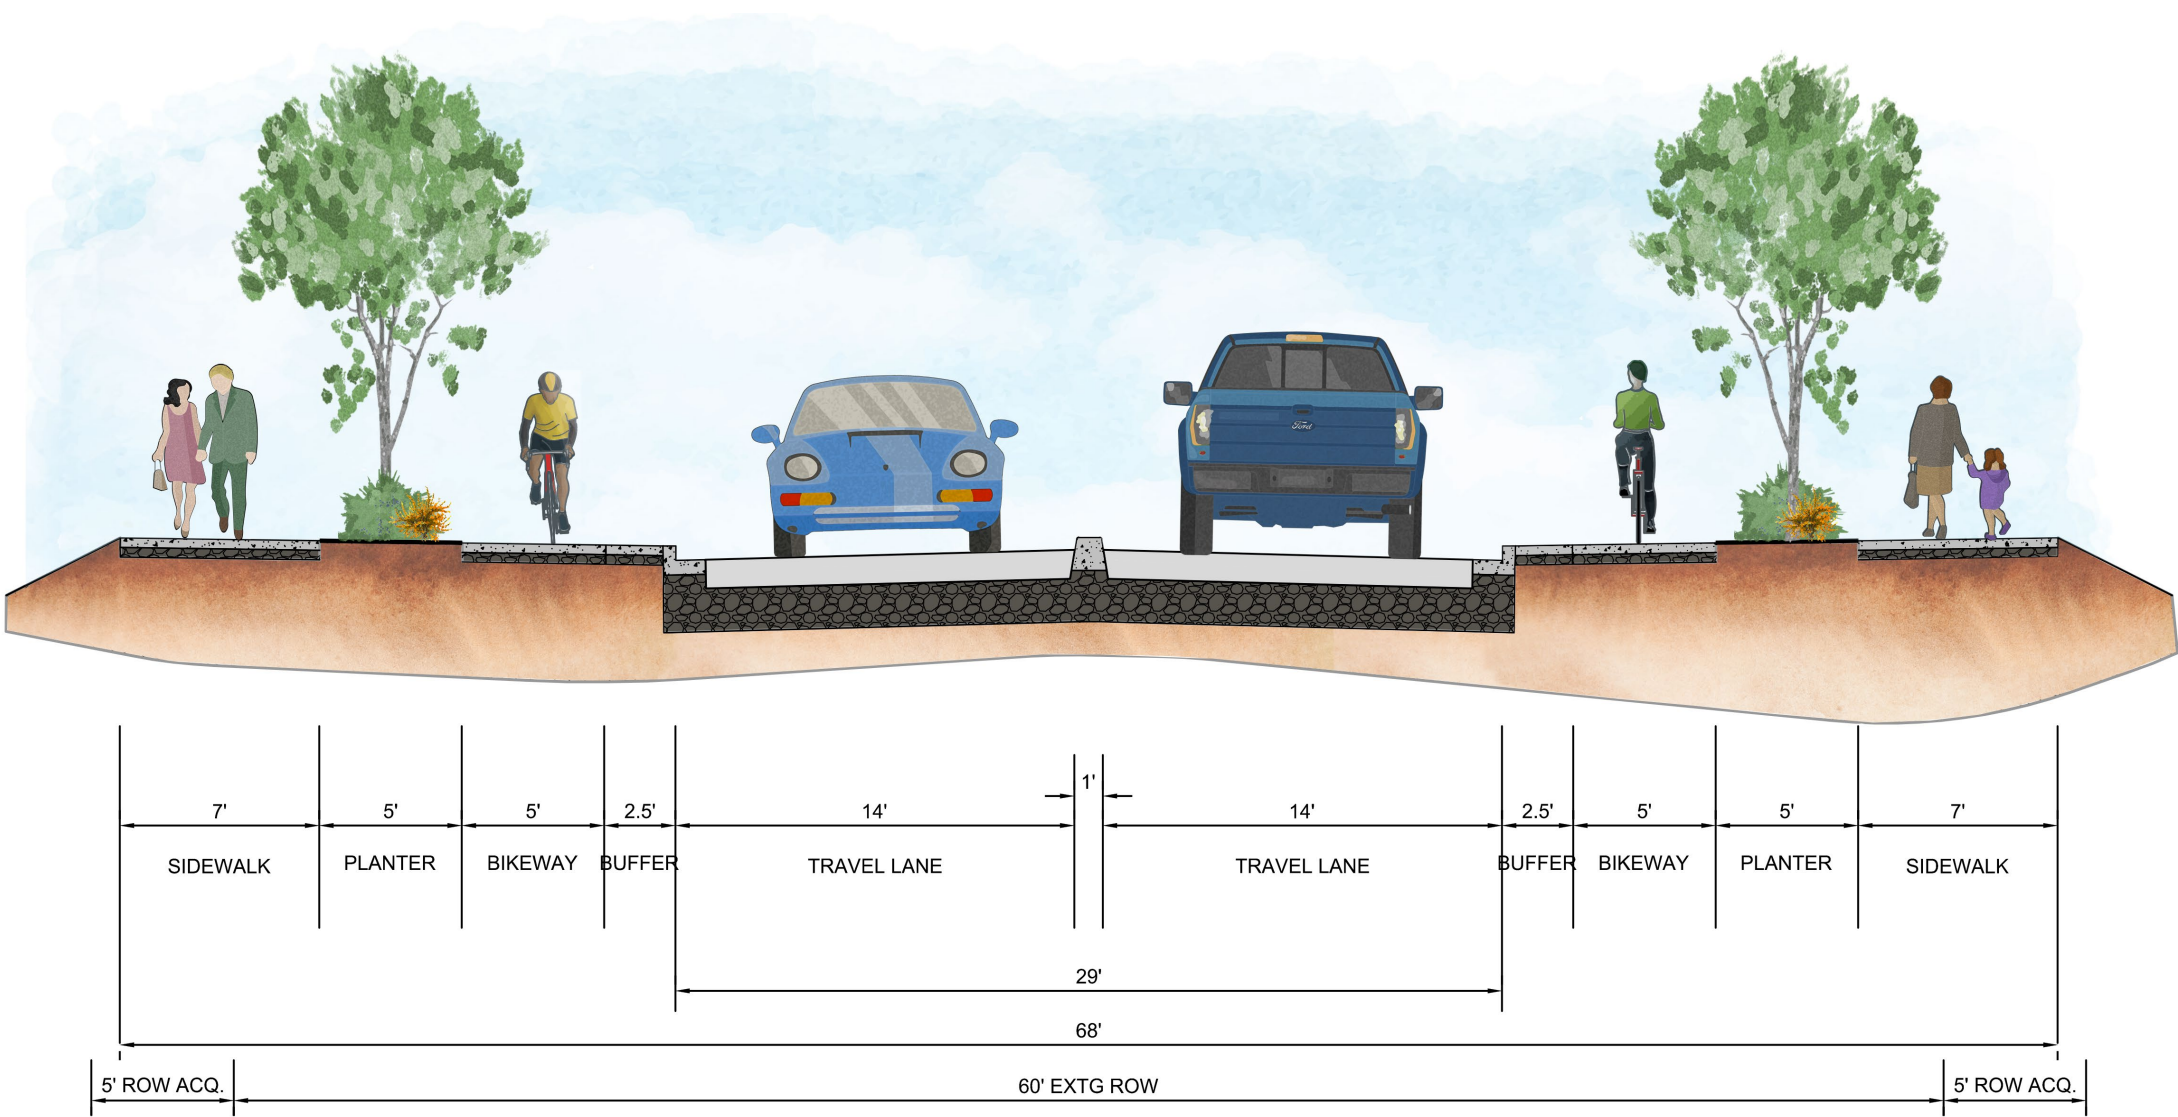 Ford
1'
7'
5'
5'
2.5'
14'
14'
2.5'
5'
5'
7'
SIDEWALK
PLANTER
BIKEWAY
BUFFER
TRAVEL LANE
TRAVEL LANE
BUFFER
BIKEWAY
PLANTER
SIDEWALK
29'
68'
5' ROW ACQ.
60' EXTG ROW
5' ROW ACQ.